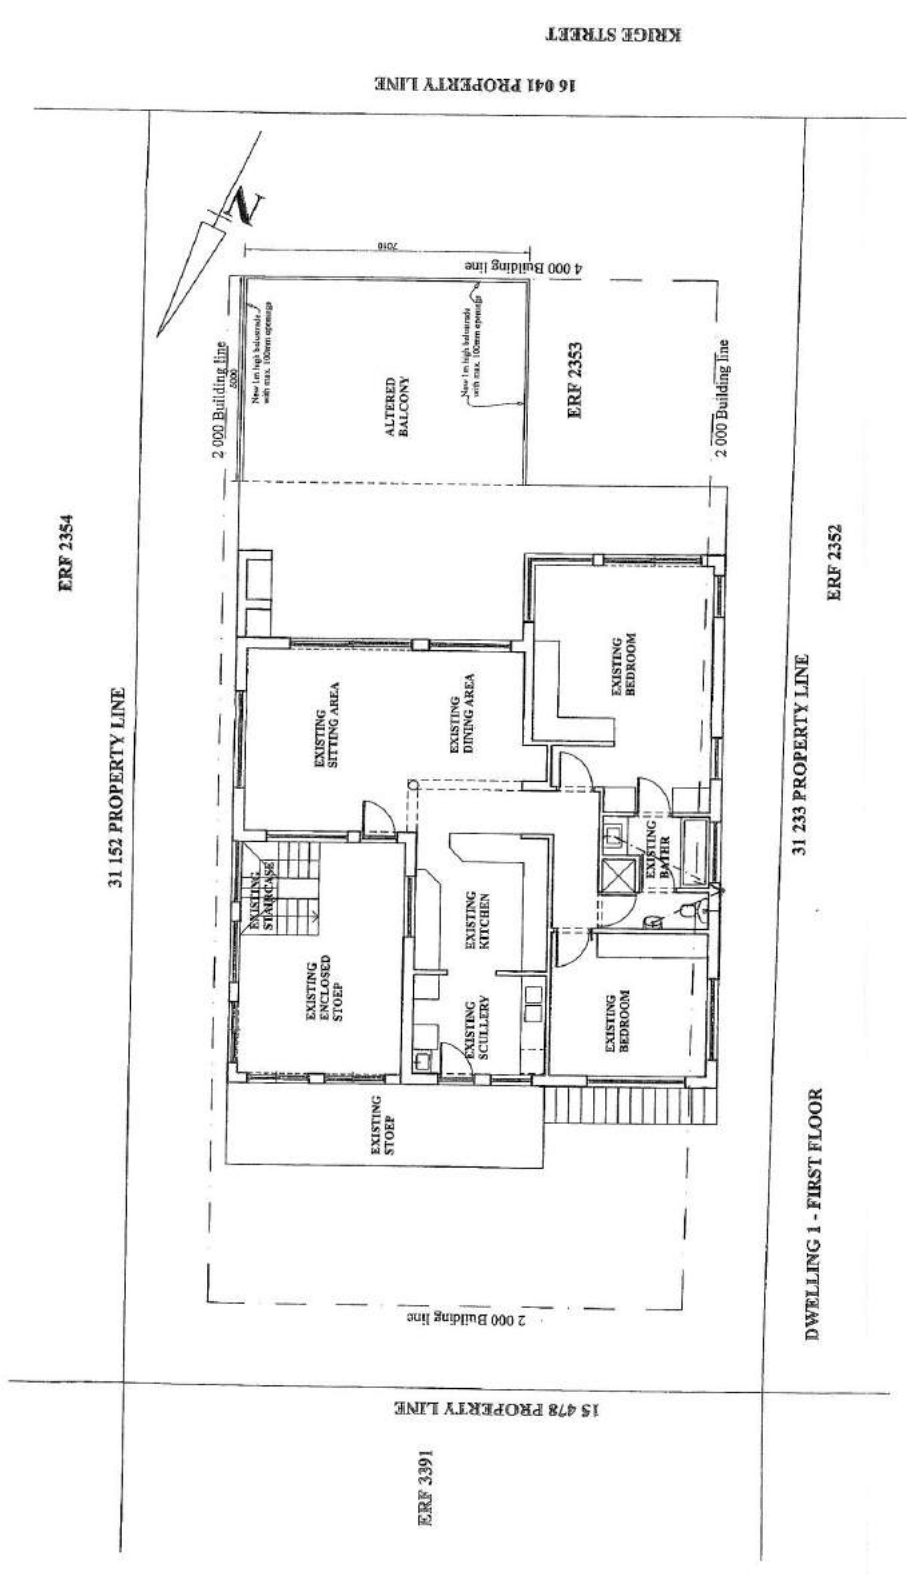 KRIGE STREET
16 041 PROPERTY LINE
N
7010
4 000 Building line
2 000 Building line
5000
New 1m high balustrade
with max. 100mm openings
New 1m high balustrade
with max. 100mm openings
ALTERED
BALCONY
ERF 2353
2 000 Building line
ERF 2354
ERF 2352
31 152 PROPERTY LINE
31 233 PROPERTY LINE
EXISTING
SITTING AREA
EXISTING
DINING AREA
EXISTING
BEDROOM
EXISTING
STAIRCASE
EXISTING
ENCLOSED
STOEP
EXISTING
KITCHEN
EXISTING
BATHR
EXISTING
SCULLERY
EXISTING
BEDROOM
EXISTING
STOEP
DWELLING 1 - FIRST FLOOR
2 000 Building line
15 478 PROPERTY LINE
ERF 3391